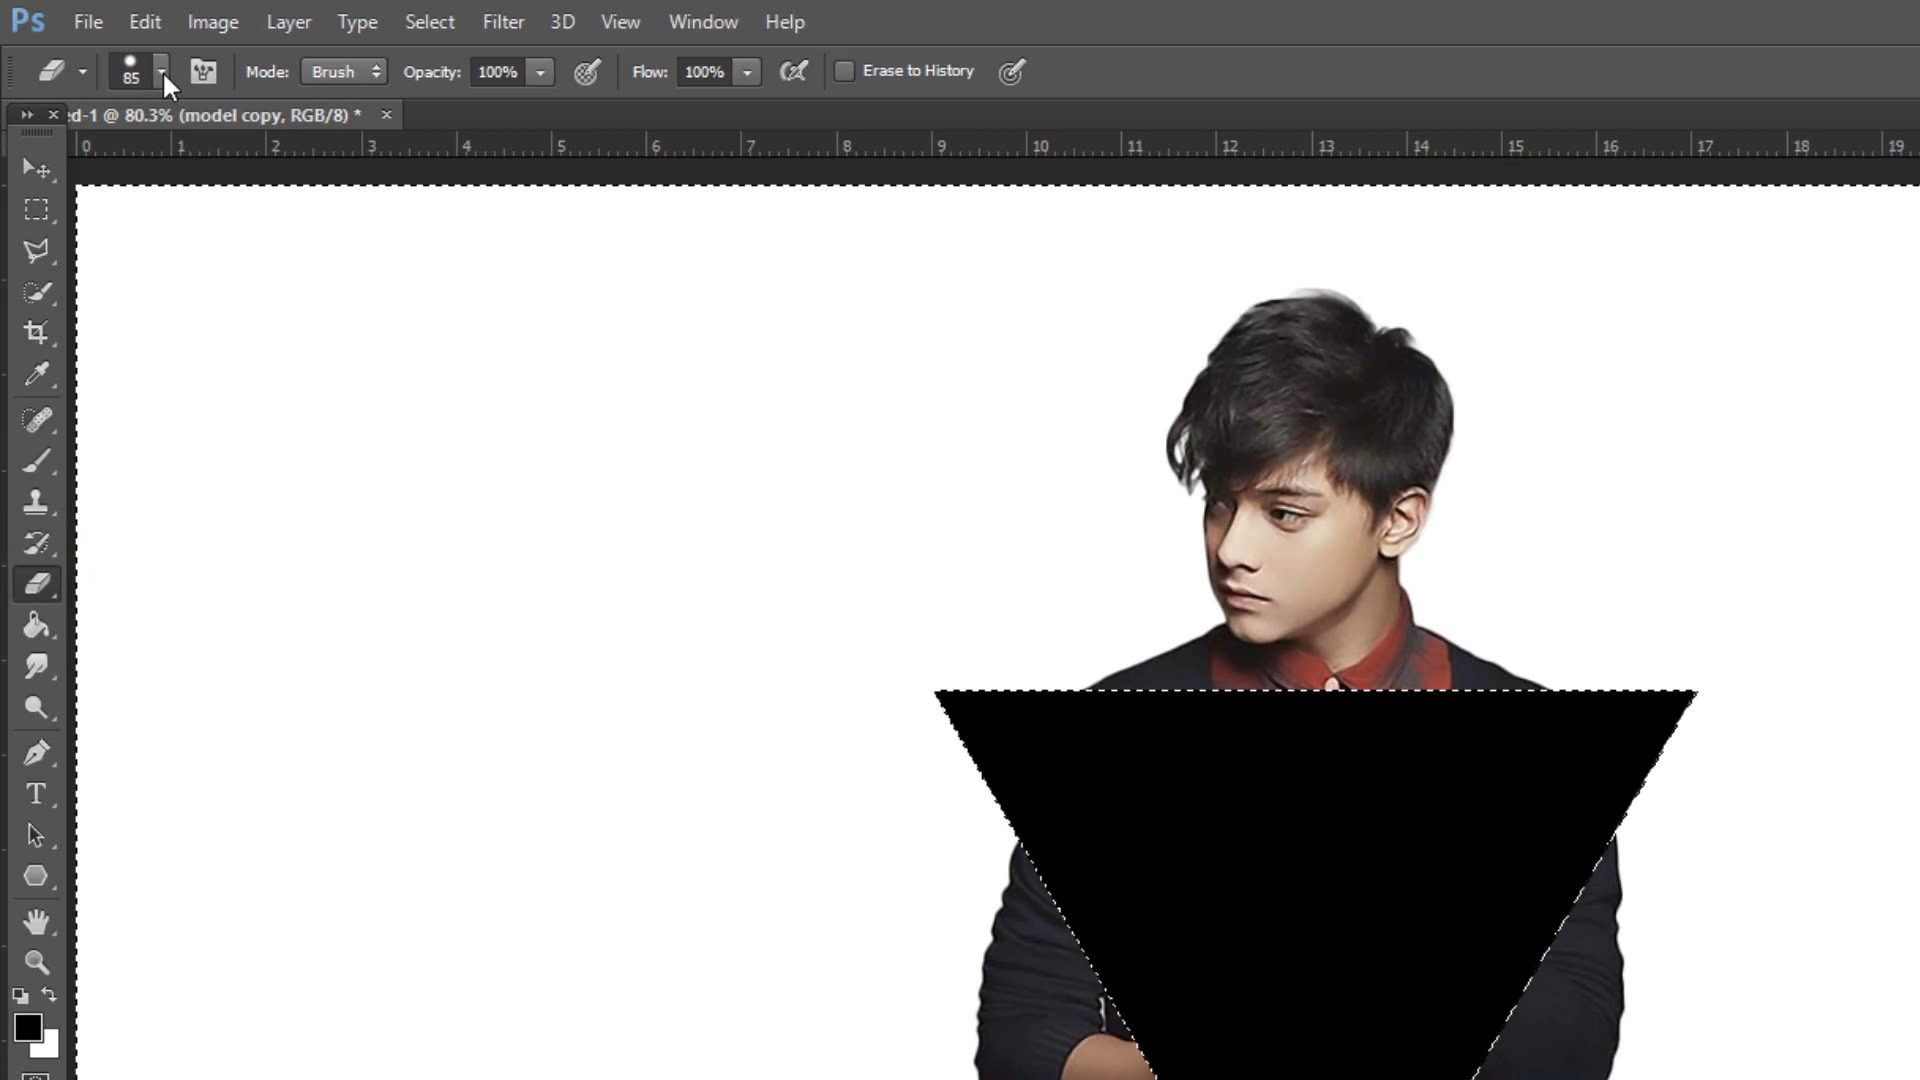 Ps File Edit Image Layer Type Select Filter 3D View Window Help
85 Mode: Brush Opacity: 100% Flow: 100% Erase to History
ed-1 @ 80.3% (model copy, RGB/8) *
0 1 2 3 4 5 6 7 8 9 10 11 12 13 14 15 16 17 18 19
T